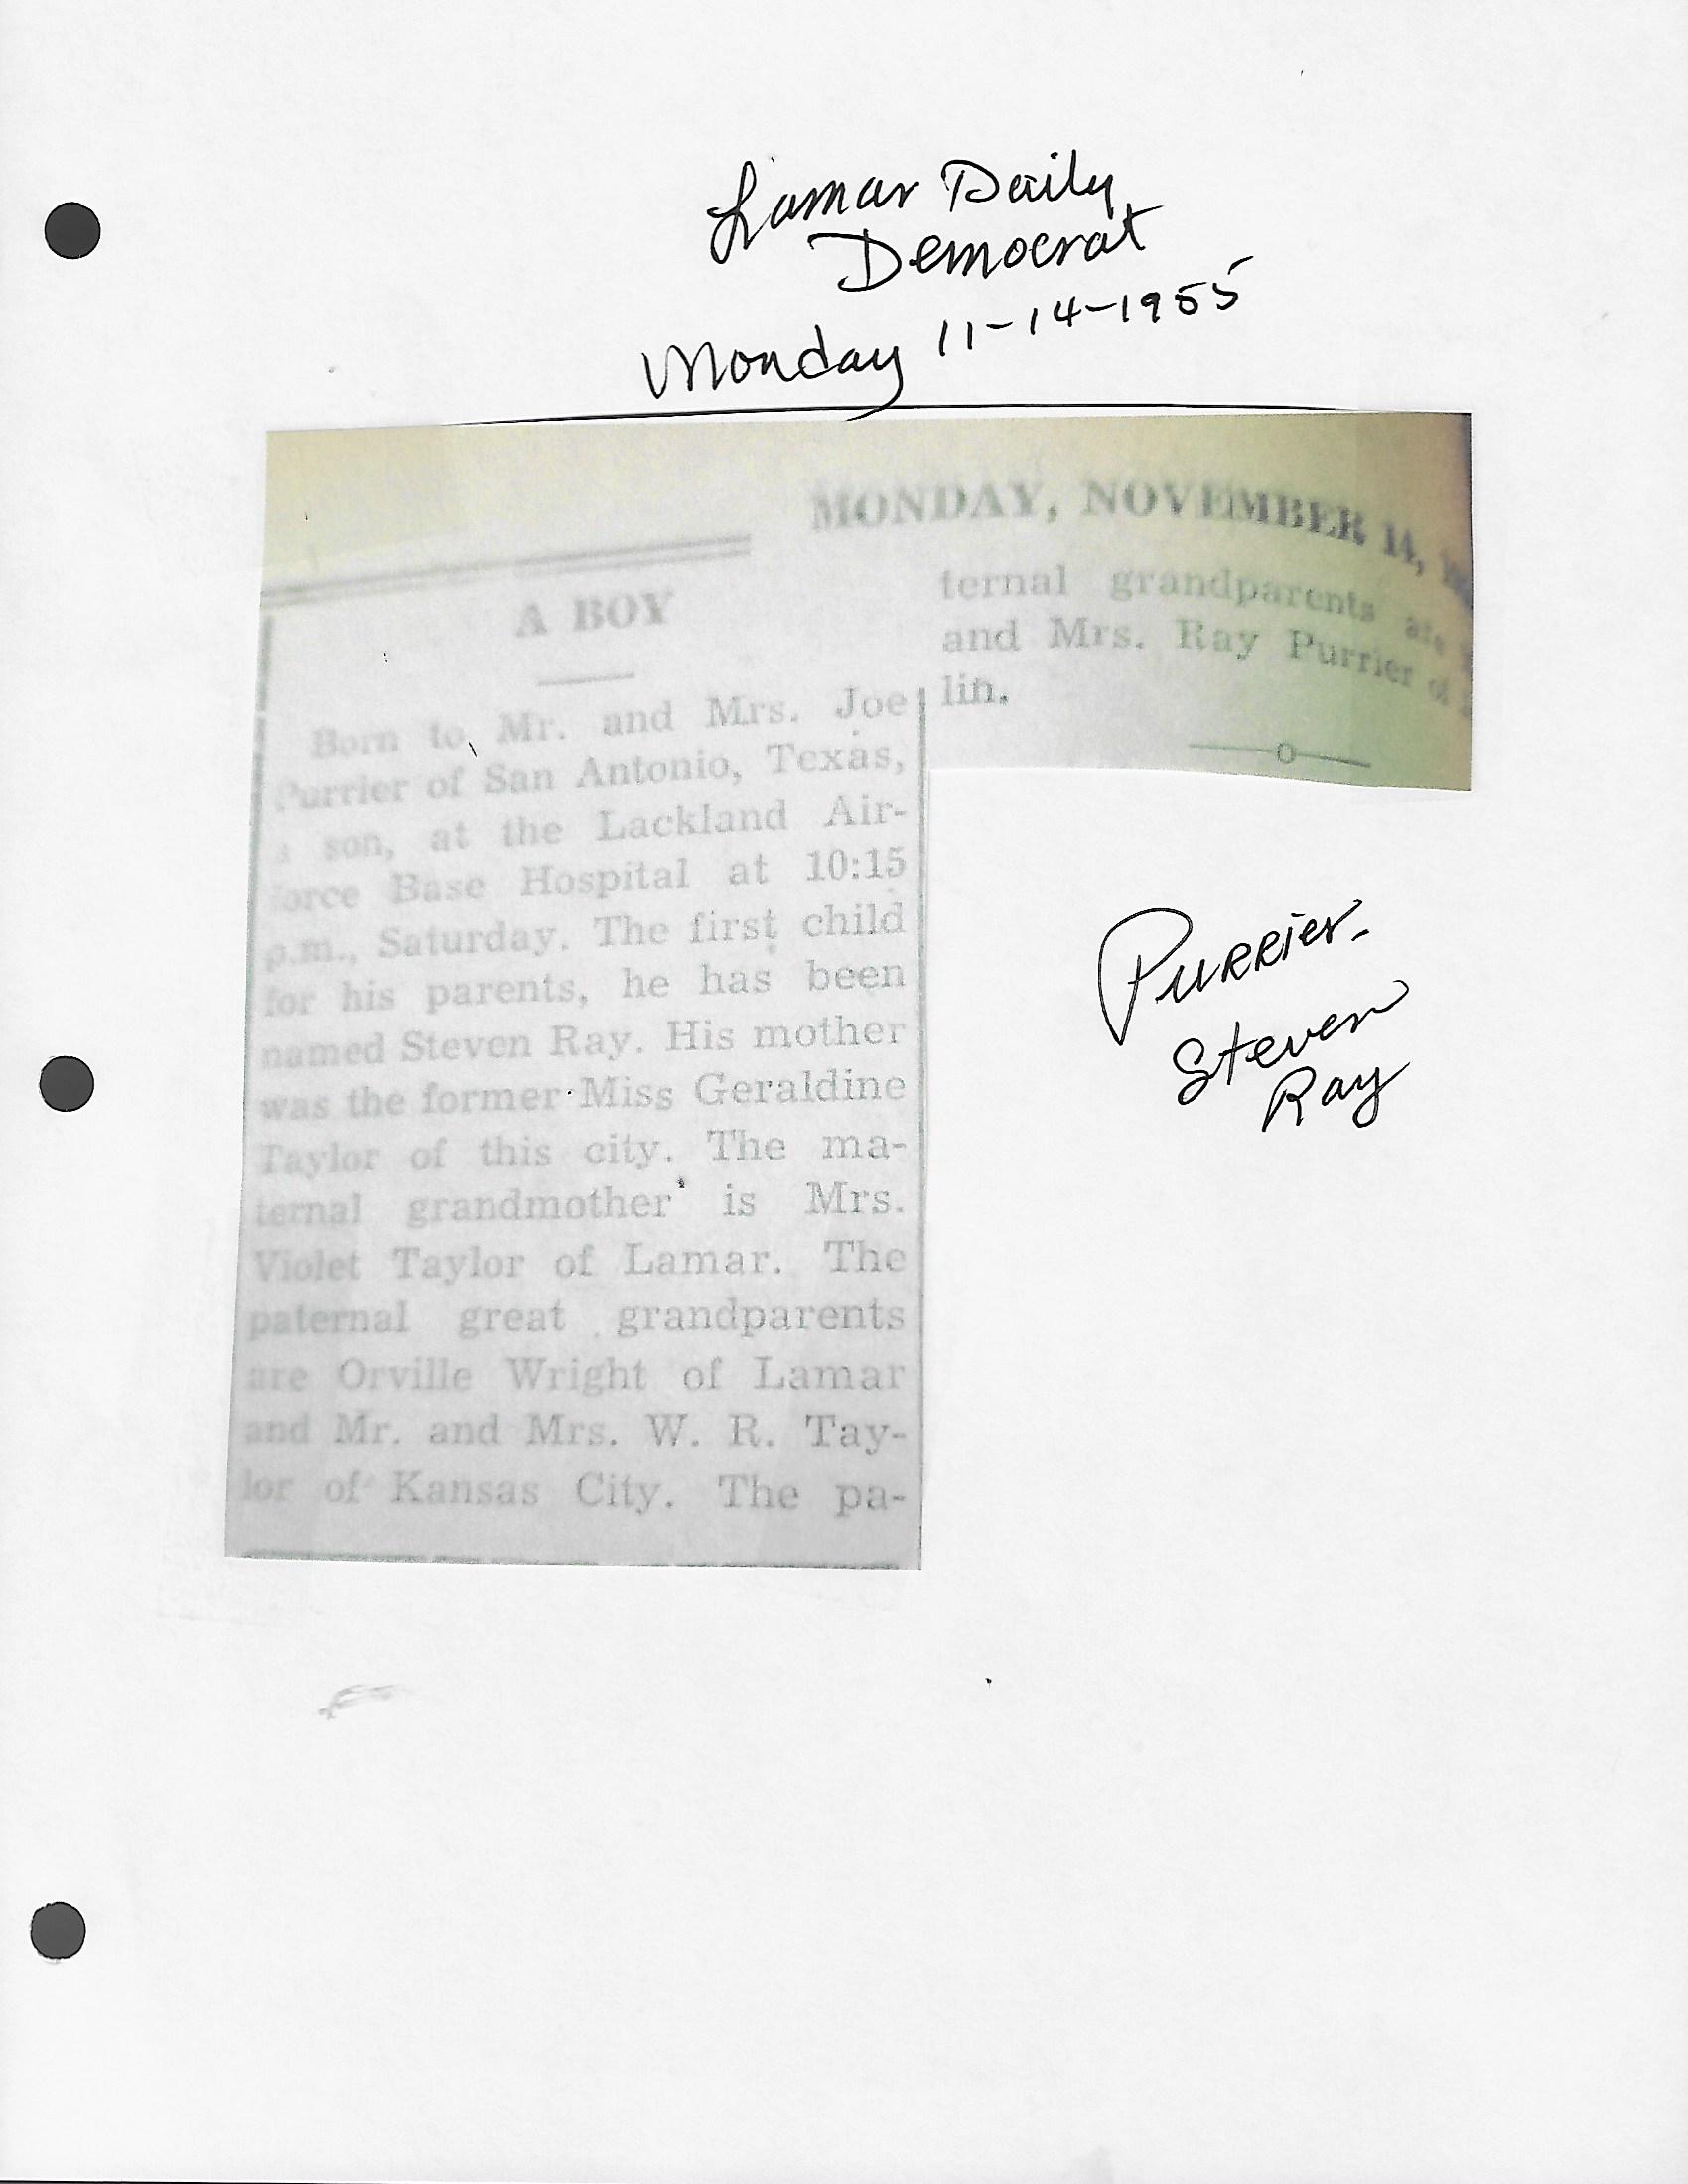 Lamar Daily
Democrat
Monday 11-14-1955
MONDAY, NOVEMBER 14,
A BOY
Born to Mr. and Mrs. Joe
Purrier of San Antonio, Texas,
a son, at the Lackland Air-
force Base Hospital at 10:15
p.m., Saturday. The first child
for his parents, he has been
named Steven Ray. His mother
was the former Miss Geraldine
Taylor of this city. The ma-
ternal grandmother is Mrs.
Violet Taylor of Lamar. The
paternal great grandparents
are Orville Wright of Lamar
and Mr. and Mrs. W. R. Tay-
lor of Kansas City. The pa-
ternal grandparents are
and Mrs. Ray Purrier of
lin.
Purrier-
Steven
Ray